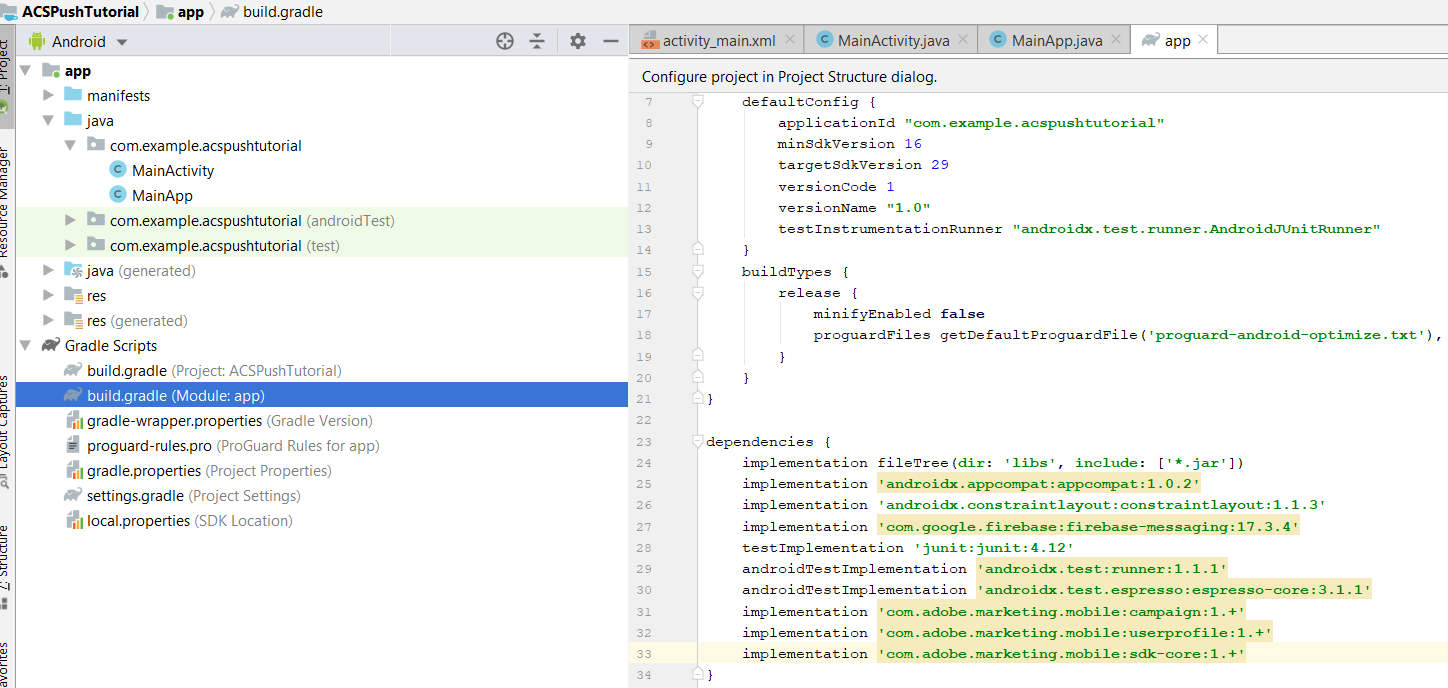 ACSPushTutorial app build.gradle
1: Project
Resource Manager
Layout Captures
7: Structure
Android
app
manifests
java
com.example.acspushtutorial
MainActivity
MainApp
com.example.acspushtutorial (androidTest)
com.example.acspushtutorial (test)
java (generated)
res
res (generated)
Gradle Scripts
build.gradle (Project: ACSPushTutorial)
build.gradle (Module: app)
gradle-wrapper.properties (Gradle Version)
proguard-rules.pro (ProGuard Rules for app)
gradle.properties (Project Properties)
settings.gradle (Project Settings)
local.properties (SDK Location)
activity_main.xml MainActivity.java MainApp.java app
Configure project in Project Structure dialog.
7 defaultConfig {
8 applicationId "com.example.acspushtutorial"
9 minSdkVersion 16
10 targetSdkVersion 29
11 versionCode 1
12 versionName "1.0"
13 testInstrumentationRunner "androidx.test.runner.AndroidJUnitRunner"
14 }
15 buildTypes {
16 release {
17 minifyEnabled false
18 proguardFiles getDefaultProguardFile('proguard-android-optimize.txt'),
19 }
20 }
21 }
22
23 dependencies {
24 implementation fileTree(dir: 'libs', include: ['*.jar'])
25 implementation 'androidx.appcompat:appcompat:1.0.2'
26 implementation 'androidx.constraintlayout:constraintlayout:1.1.3'
27 implementation 'com.google.firebase:firebase-messaging:17.3.4'
28 testImplementation 'junit:junit:4.12'
29 androidTestImplementation 'androidx.test:runner:1.1.1'
30 androidTestImplementation 'androidx.test.espresso:espresso-core:3.1.1'
31 implementation 'com.adobe.marketing.mobile:campaign:1.+'
32 implementation 'com.adobe.marketing.mobile:userprofile:1.+'
33 implementation 'com.adobe.marketing.mobile:sdk-core:1.+'
34 }